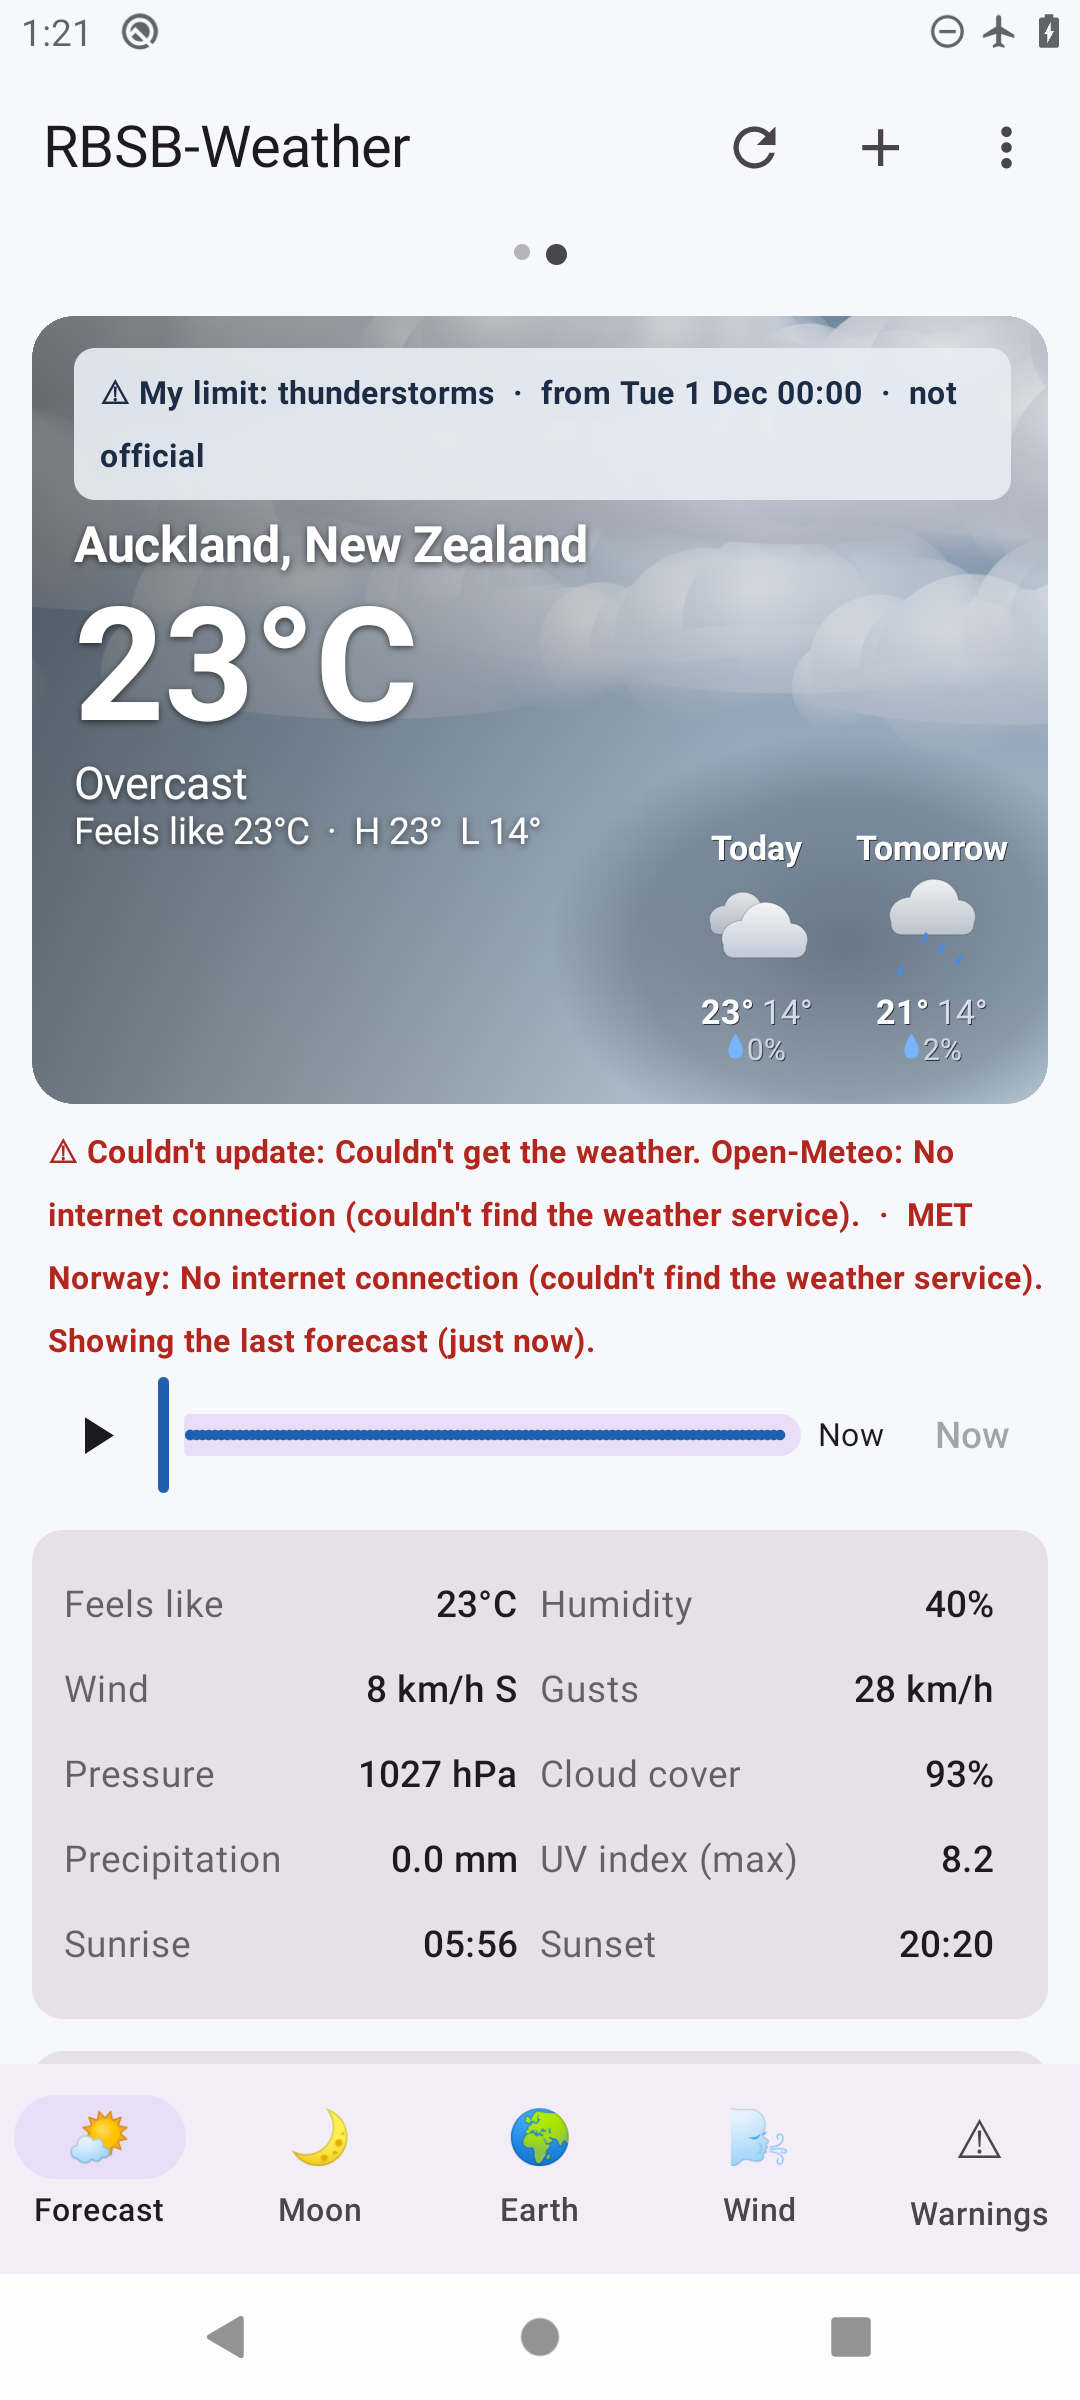 1:21
RBSB-Weather
⚠ My limit: thunderstorms · from Tue 1 Dec 00:00 · not
official
Auckland, New Zealand
23°C
Overcast
Feels like 23°C · H 23° L 14°
Today Tomorrow
23° 14° 21° 14°
0% 2%
⚠ Couldn't update: Couldn't get the weather. Open-Meteo: No
internet connection (couldn't find the weather service). · MET
Norway: No internet connection (couldn't find the weather service).
Showing the last forecast (just now).
Now Now
Feels like 23°C Humidity 40%
Wind 8 km/h S Gusts 28 km/h
Pressure 1027 hPa Cloud cover 93%
Precipitation 0.0 mm UV index (max) 8.2
Sunrise 05:56 Sunset 20:20
Forecast Moon Earth Wind Warnings